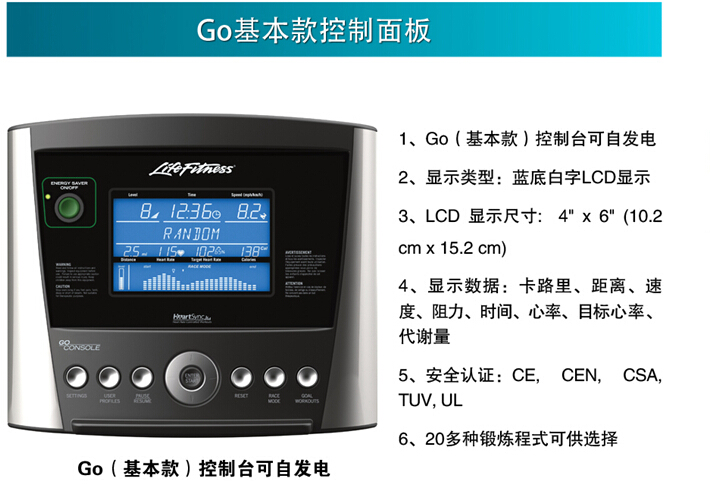 Go基本款控制面板
LifeFitness
ENERGY SAVER
ON/OFF
Level Time Speed (mph/km/h)
8 12:36 8.2
RANDOM
2.5 115 102 138 Cal
Distance Heart Rate Target Heart Rate Calories
RACE MODE
WARNING
CAUTION
AVERTISSEMENT
ATTENTION
HeartSync
GO
CONSOLE
ENTER
SETTINGS
USER
PROFILES
PAUSE
RESUME
RESET
RACE
MODE
GOAL
WORKOUTS
Go（基本款）控制台可自发电
1、Go（基本款）控制台可自发电
2、显示类型：蓝底白字LCD显示
3、LCD 显示尺寸： 4" x 6" (10.2
cm x 15.2 cm)
4、显示数据：卡路里、距离、速
度、阻力、时间、心率、目标心率、
代谢量
5、安全认证：CE, CEN, CSA,
TUV, UL
6、20多种锻炼程式可供选择